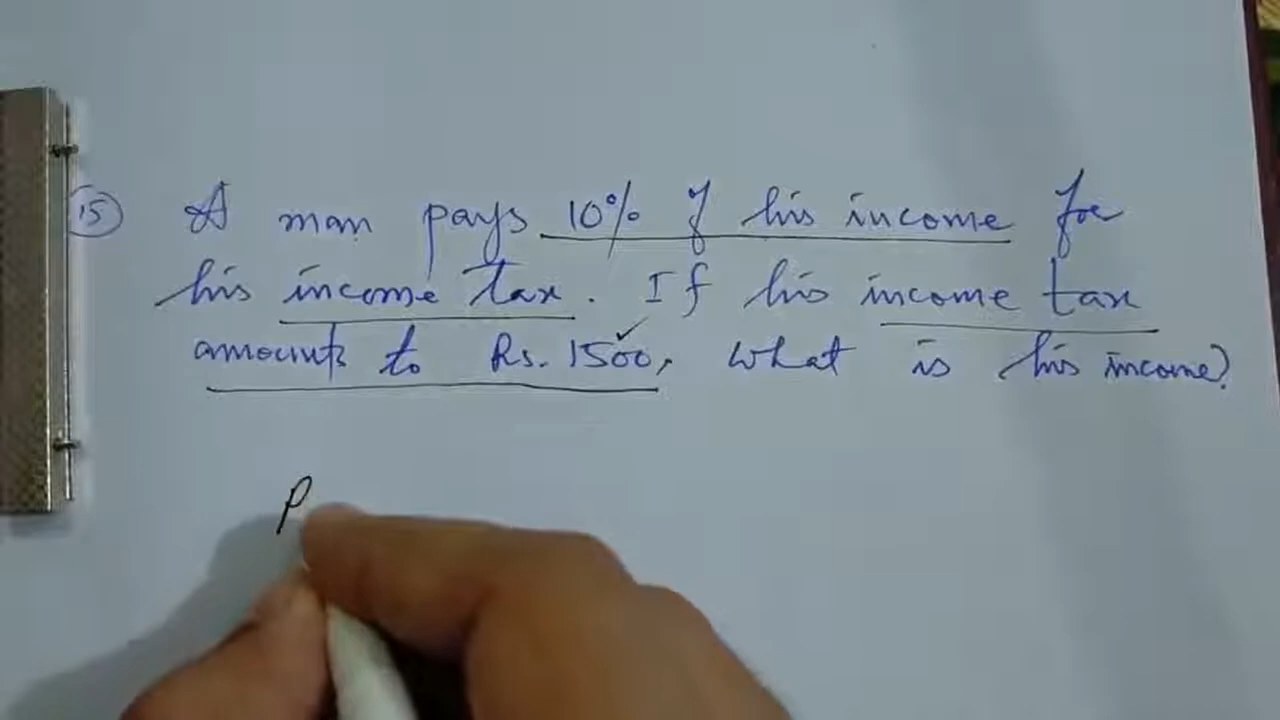 15 A man pays 10% of his income for
his income tax. If his income tax
amounts to Rs. 1500, what is his income?
P